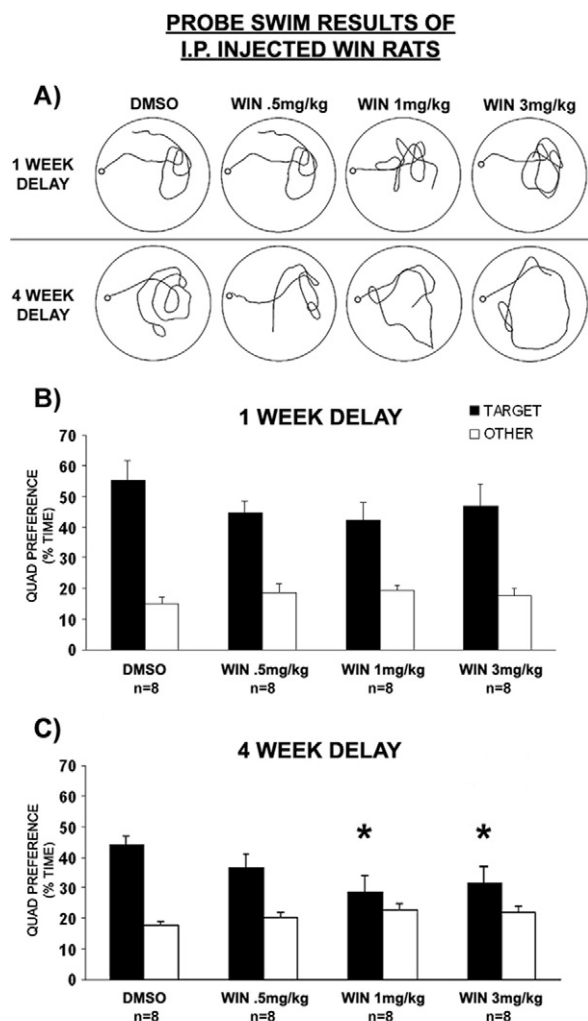 PROBE SWIM RESULTS OF
I.P. INJECTED WIN RATS
A)
DMSO WIN .5mg/kg WIN 1mg/kg WIN 3mg/kg
1 WEEK
DELAY
4 WEEK
DELAY
B)
1 WEEK DELAY
TARGET
OTHER
QUAD PREFERENCE
(% TIME)
70
60
50
40
30
20
10
0
DMSO WIN .5mg/kg WIN 1mg/kg WIN 3mg/kg
n=8 n=8 n=8 n=8
C)
4 WEEK DELAY
QUAD PREFERENCE
(% TIME)
70
60
50
40
30
20
10
0
* *
DMSO WIN .5mg/kg WIN 1mg/kg WIN 3mg/kg
n=8 n=8 n=8 n=8